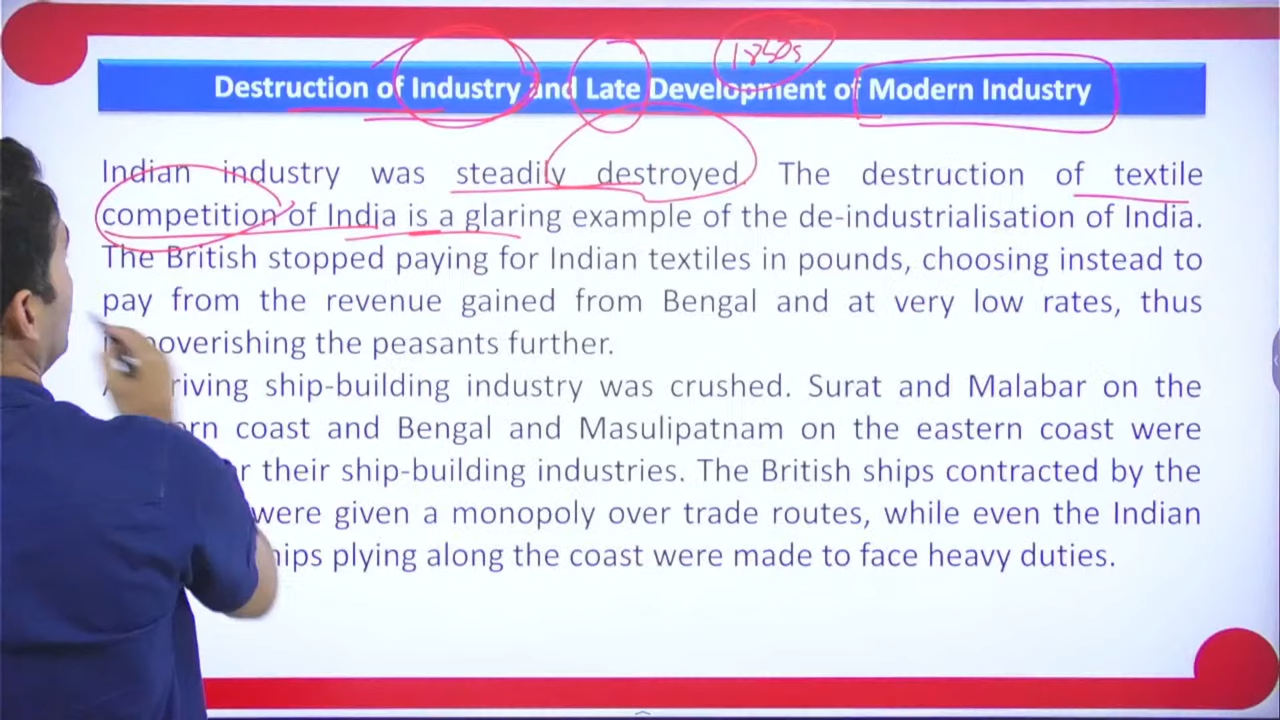 1850s
Destruction of Industry and Late Development of Modern Industry
Indian industry was steadily destroyed. The destruction of textile
competition of India is a glaring example of the de-industrialisation of India.
The British stopped paying for Indian textiles in pounds, choosing instead to
pay from the revenue gained from Bengal and at very low rates, thus
the peasants further.
ship-building industry was crushed. Surat and Malabar on the
coast and Bengal and Masulipatnam on the eastern coast were
their ship-building industries. The British ships contracted by the
were given a monopoly over trade routes, while even the Indian
plying along the coast were made to face heavy duties.